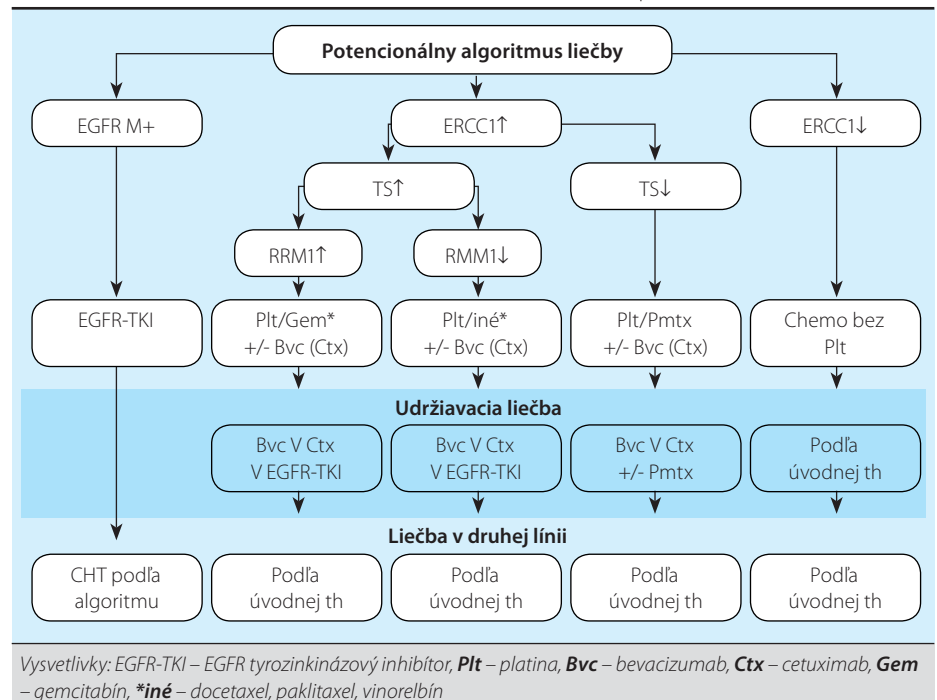 Potencionálny algoritmus liečby
EGFR M+
ERCC1↑
ERCC1↓
TS↑
TS↓
RRM1↑
RMM1↓
EGFR-TKI
Plt/Gem*
+/- Bvc (Ctx)
Plt/iné*
+/- Bvc (Ctx)
Plt/Pmtx
+/- Bvc (Ctx)
Chemo bez
Plt
Udržiavacia liečba
Bvc V Ctx
V EGFR-TKI
Bvc V Ctx
V EGFR-TKI
Bvc V Ctx
+/- Pmtx
Podľa
úvodnej th
Liečba v druhej línii
CHT podľa
algoritmu
Podľa
úvodnej th
Podľa
úvodnej th
Podľa
úvodnej th
Podľa
úvodnej th
Vysvetlivky: EGFR-TKI – EGFR tyrozinkinázový inhibítor, Plt – platina, Bvc – bevacizumab, Ctx – cetuximab, Gem
– gemcitabín, *iné – docetaxel, paklitaxel, vinorelbín